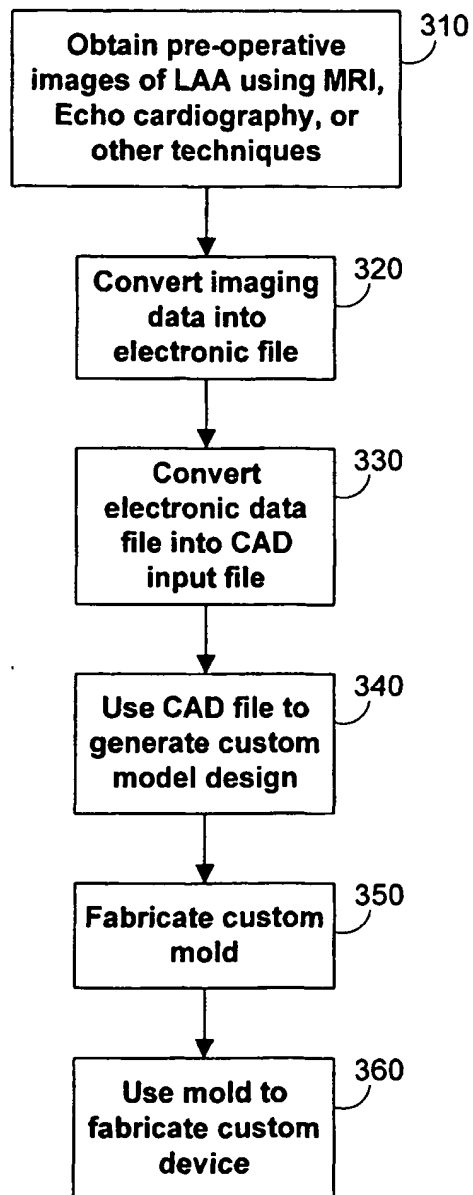 310
Obtain pre-operative
images of LAA using MRI,
Echo cardiography, or
other techniques
320
Convert imaging
data into
electronic file
330
Convert
electronic data
file into CAD
input file
340
Use CAD file to
generate custom
model design
350
Fabricate custom
mold
360
Use mold to
fabricate custom
device